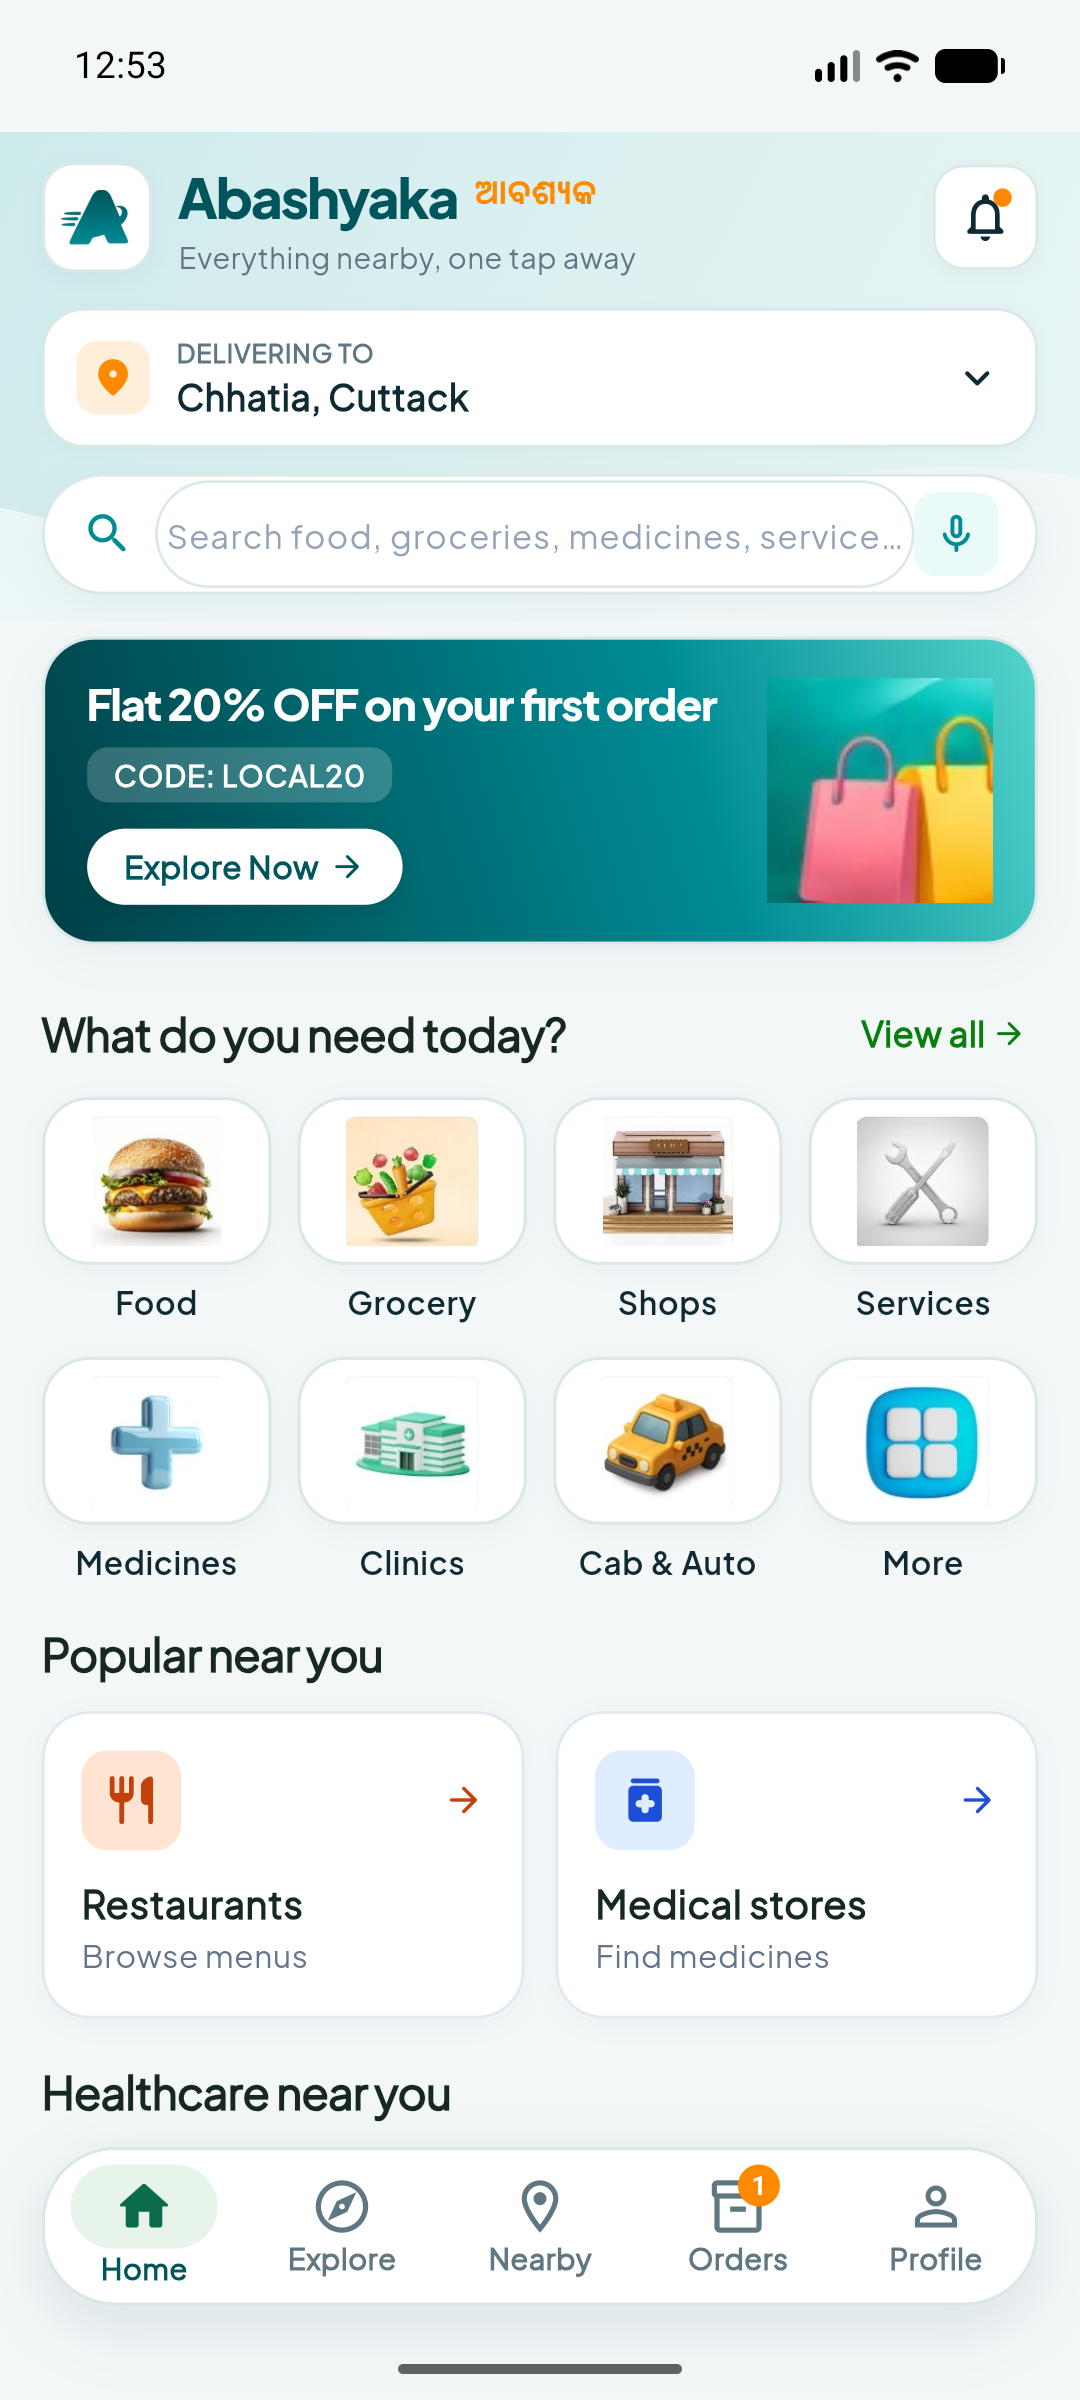 12:53
Abashyaka ଆବଶ୍ୟକ
Everything nearby, one tap away
DELIVERING TO
Chhatia, Cuttack
Search food, groceries, medicines, service...
Flat 20% OFF on your first order
CODE: LOCAL20
Explore Now →
What do you need today?
View all →
Food
Grocery
Shops
Services
Medicines
Clinics
Cab & Auto
More
Popular near you
Restaurants
Browse menus
Medical stores
Find medicines
Healthcare near you
1
Home
Explore
Nearby
Orders
Profile